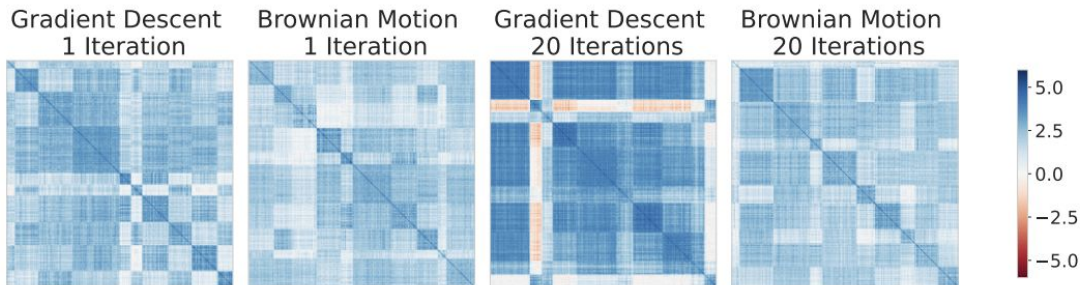 Gradient Descent
1 Iteration
Brownian Motion
1 Iteration
Gradient Descent
20 Iterations
Brownian Motion
20 Iterations
5.0
2.5
0.0
−2.5
−5.0